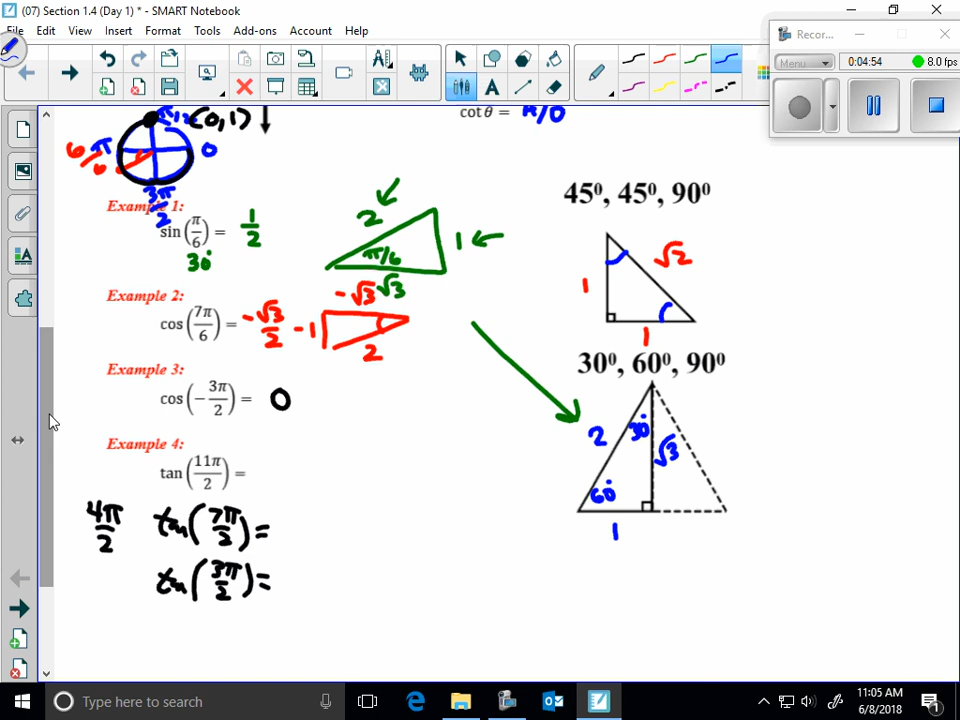 (07) Section 1.4 (Day 1) * - SMART Notebook
File Edit View Insert Format Tools Add-ons Account Help
Recor...
Menu 0:04:54 8.0 fps
(0, 1)
cot θ =
π 0
6/6
3π/2
Example 1:
sin(π/6) = 1/2
30°
2
1
π/6
√3
45⁰, 45⁰, 90⁰
√2
1
1
Example 2:
cos(7π/6) = -√3/2
-√3
-1
2
30⁰, 60⁰, 90⁰
2 30° √3
60°
1
Example 3:
cos(-3π/2) = 0
Example 4:
tan(11π/2) =
4π/2 tan(7π/2) =
tan(3π/2) =
Type here to search
11:05 AM
6/8/2018
1